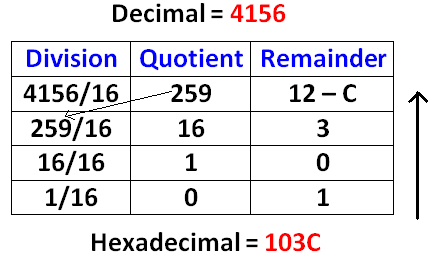 Decimal = 4156
Division Quotient Remainder
4156/16 259 12 – C
259/16 16 3
16/16 1 0
1/16 0 1
Hexadecimal = 103C